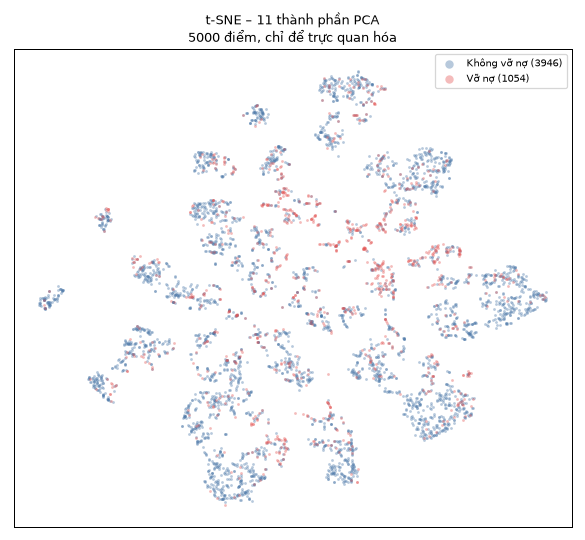 t-SNE – 11 thành phần PCA
5000 điểm, chỉ để trực quan hóa
Không vỡ nợ (3946)
Vỡ nợ (1054)